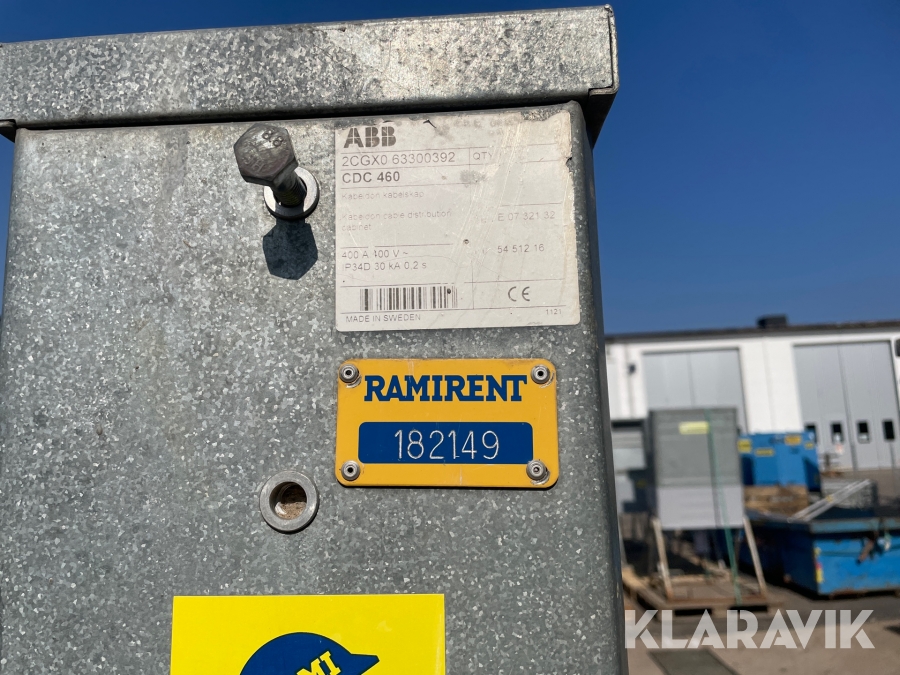 ABB
2CGX0 63300392 QTY
CDC 460
Kabeldon kabelskåp
Kabeldon cable distribution
cabinet
E 07 321 32
400 A 400 V ~
54 512 16
IP34D 30 kA 0.2 s
CE
MADE IN SWEDEN
1121
RAMIRENT
182149
MI
KLARAVIK